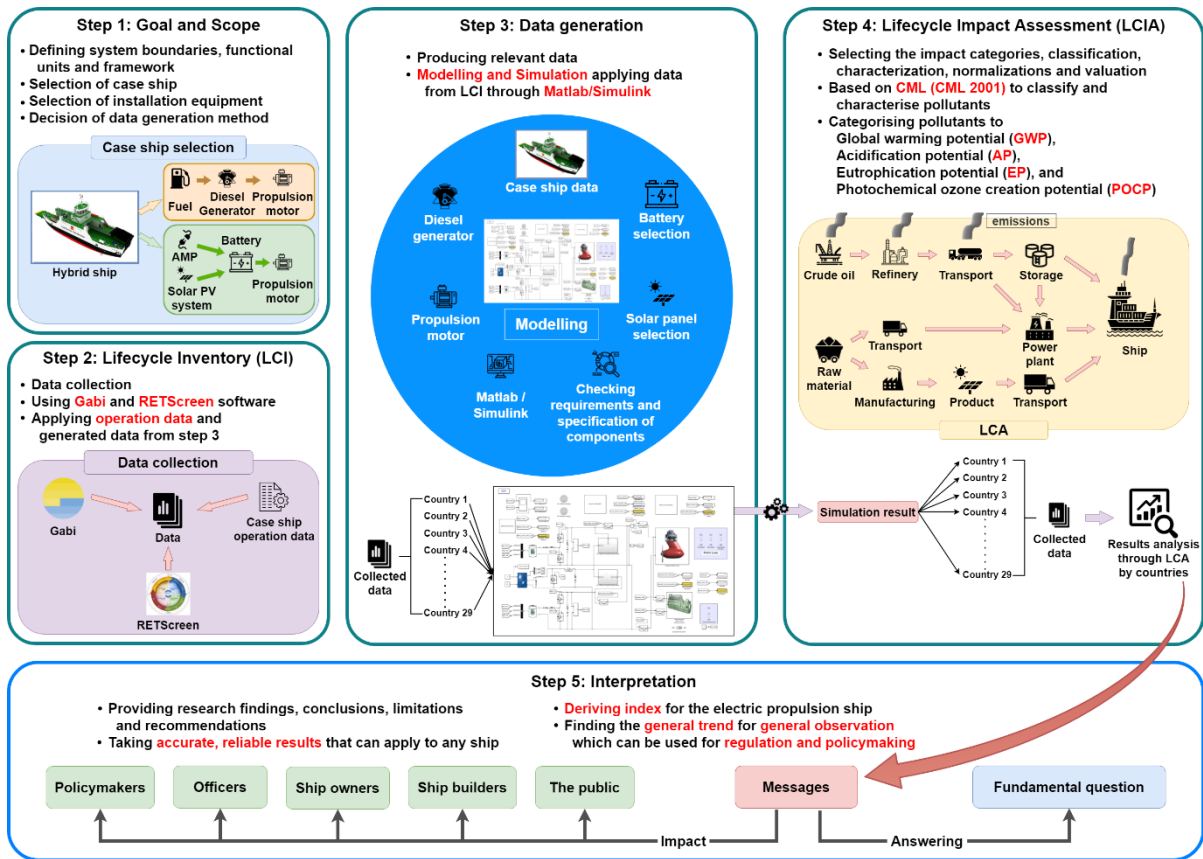 Step 1: Goal and Scope
• Defining system boundaries, functional
units and framework
• Selection of case ship
• Selection of installation equipment
• Decision of data generation method
Case ship selection
Fuel
Diesel
Generator
Propulsion
motor
Hybrid ship
AMP
Battery
Solar PV
system
Propulsion
motor
Step 2: Lifecycle Inventory (LCI)
• Data collection
• Using Gabi and RETScreen software
• Applying operation data and
generated data from step 3
Data collection
Gabi
Data
Case ship
operation data
RETScreen
Step 3: Data generation
• Producing relevant data
• Modelling and Simulation applying data
from LCI through Matlab/Simulink
Case ship data
Diesel
generator
Battery
selection
Propulsion
motor
Modelling
Solar panel
selection
Matlab /
Simulink
Checking
requirements and
specification of
components
Collected
data
Country 1
Country 2
Country 3
Country 4
Country 29
Step 4: Lifecycle Impact Assessment (LCIA)
• Selecting the impact categories, classification,
characterization, normalizations and valuation
• Based on CML (CML 2001) to classify and
characterise pollutants
• Categorising pollutants to
Global warming potential (GWP),
Acidification potential (AP),
Eutrophication potential (EP), and
Photochemical ozone creation potential (POCP)
emissions
Crude oil
Refinery
Transport
Storage
Raw
material
Transport
Power
plant
Ship
Manufacturing
Product
Transport
LCA
Simulation result
Country 1
Country 2
Country 3
Country 4
Country 29
Collected
data
Results analysis
through LCA
by countries
Step 5: Interpretation
• Providing research findings, conclusions, limitations
and recommendations
• Taking accurate, reliable results that can apply to any ship
• Deriving index for the electric propulsion ship
• Finding the general trend for general observation
which can be used for regulation and policymaking
Policymakers
Officers
Ship owners
Ship builders
The public
Messages
Fundamental question
Impact
Answering